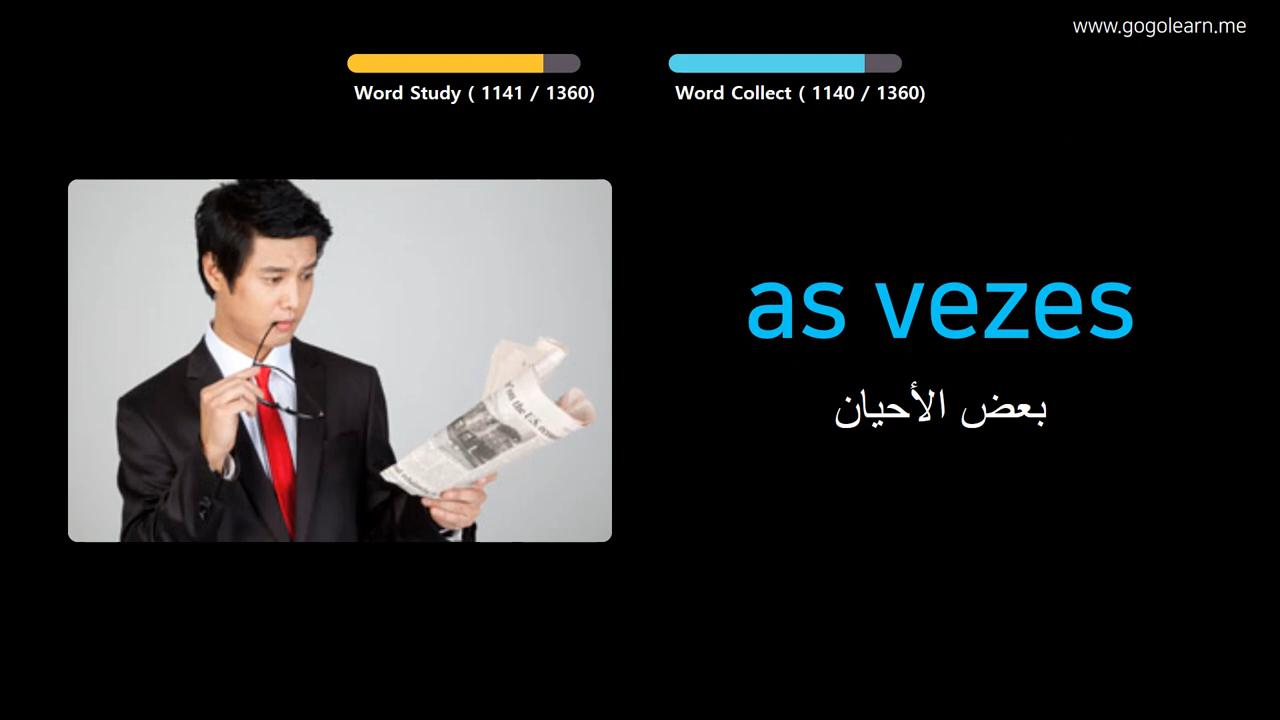 www.gogolearn.me
Word Study ( 1141 / 1360)
Word Collect ( 1140 / 1360)
as vezes
بعض الأحيان